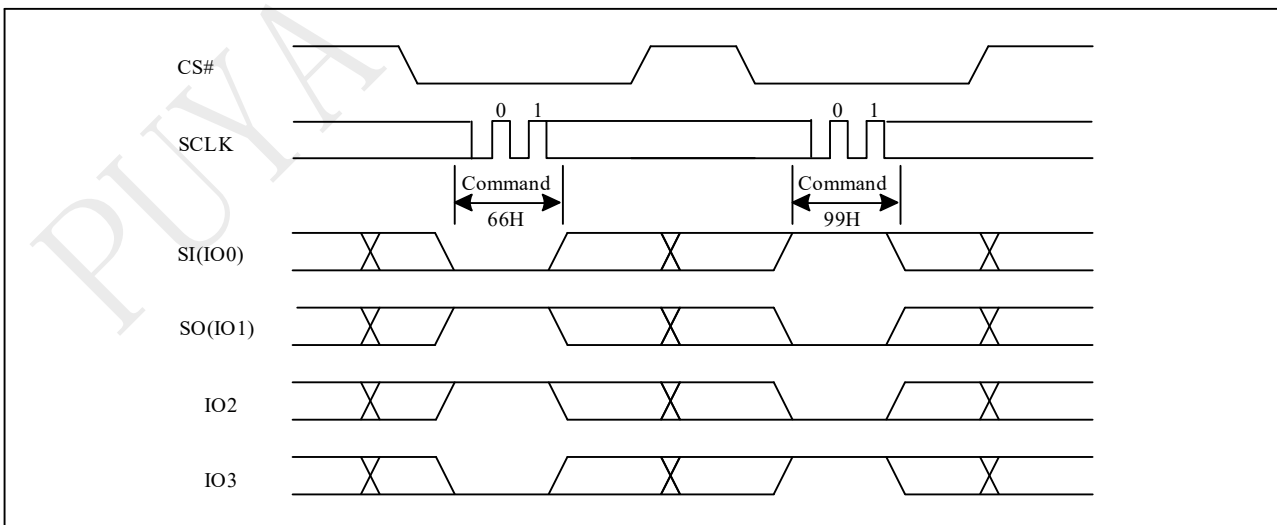 PUYA
CS#
0 1 0 1
SCLK
Command Command
66H 99H
SI(IO0)
SO(IO1)
IO2
IO3